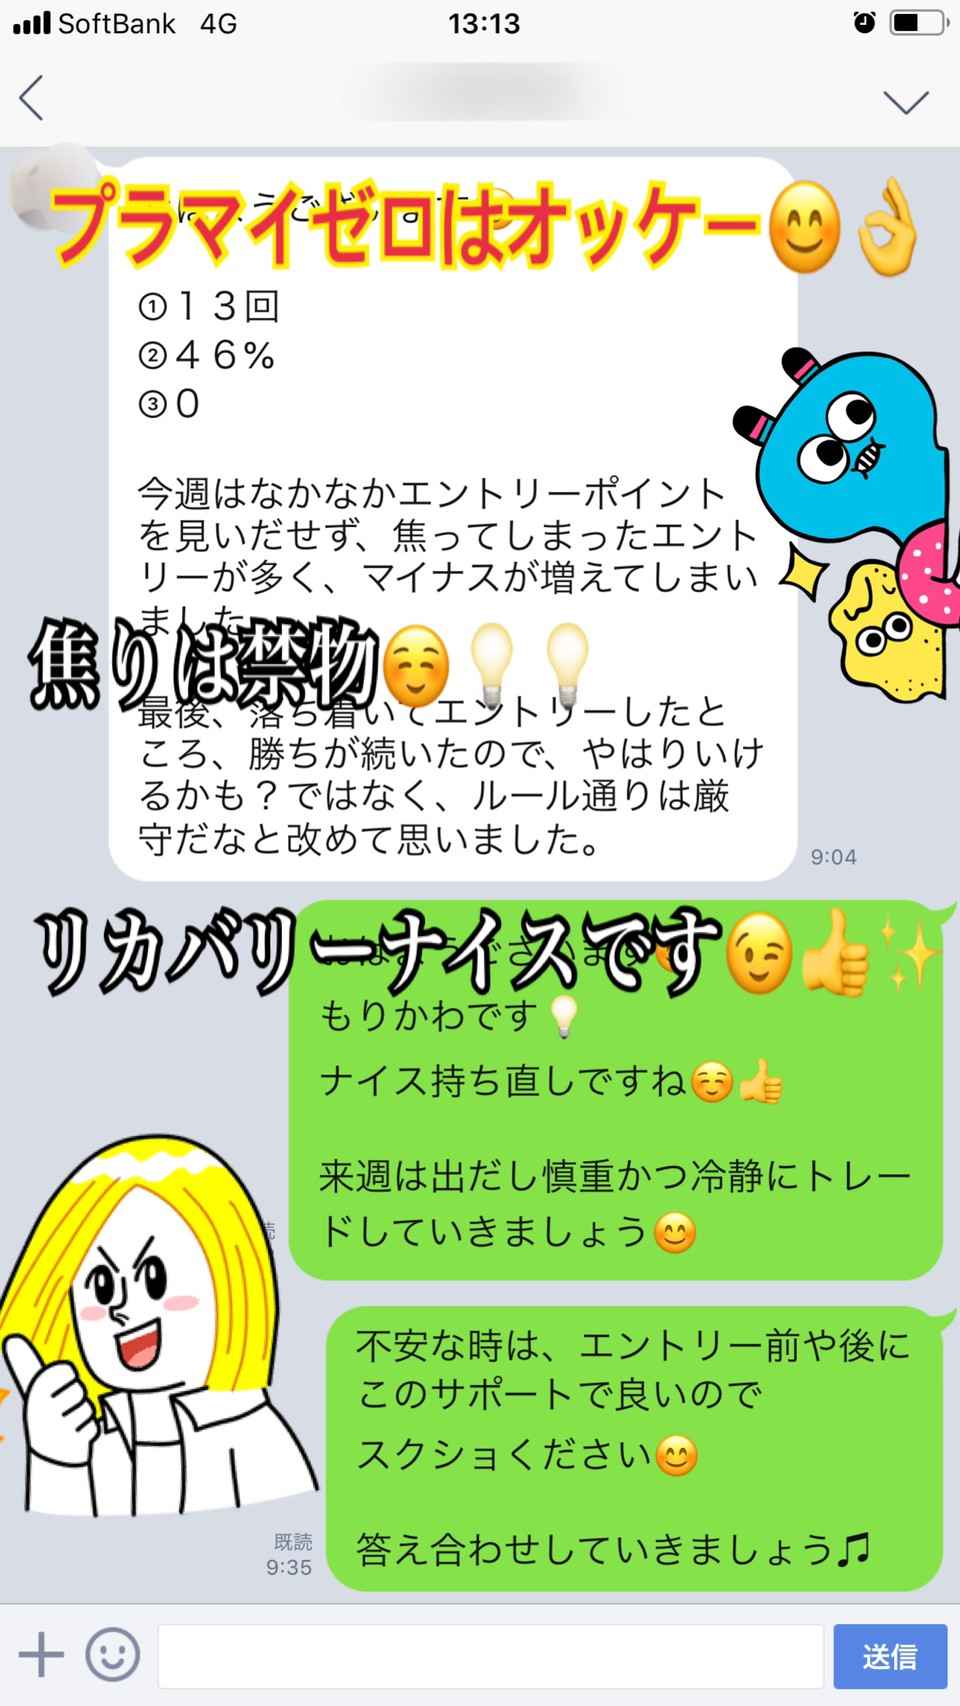 SoftBank 4G 13:13
プラマイゼロはオッケー😊👌
①１３回
②４６%
③０
今週はなかなかエントリーポイント
を見いだせず、焦ってしまったエント
リーが多く、マイナスが増えてしまい
ました
焦りは禁物☺️💡💡
最後、落ち着いてエントリーしたと
ころ、勝ちが続いたので、やはりいけ
るかも？ではなく、ルール通りは厳
守だなと改めて思いました。
9:04
リカバリーナイスです😉👍✨
もりかわです💡
ナイス持ち直しですね☺️👍
来週は出だし慎重かつ冷静にトレー
ドしていきましょう😊
不安な時は、エントリー前や後に
このサポートで良いので
スクショください😊
答え合わせしていきましょう🎵
既読
9:35
送信